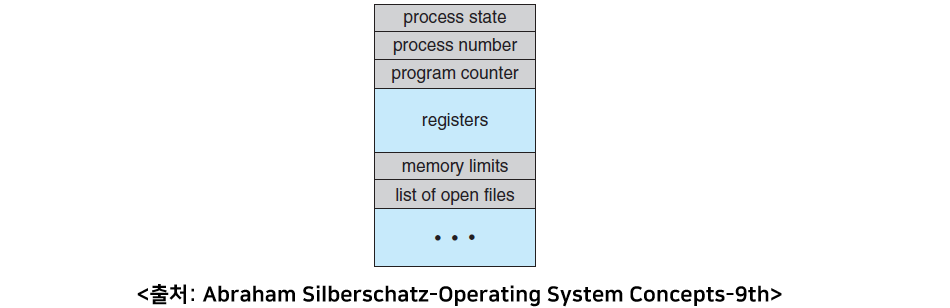 process state
process number
program counter
registers
memory limits
list of open files
• • •
<출처: Abraham Silberschatz-Operating System Concepts-9th>